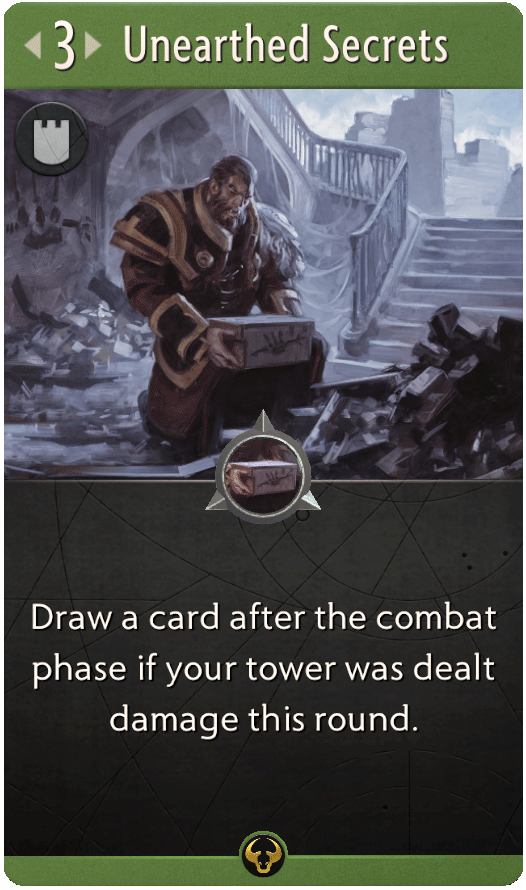 3 Unearthed Secrets
Draw a card after the combat
phase if your tower was dealt
damage this round.